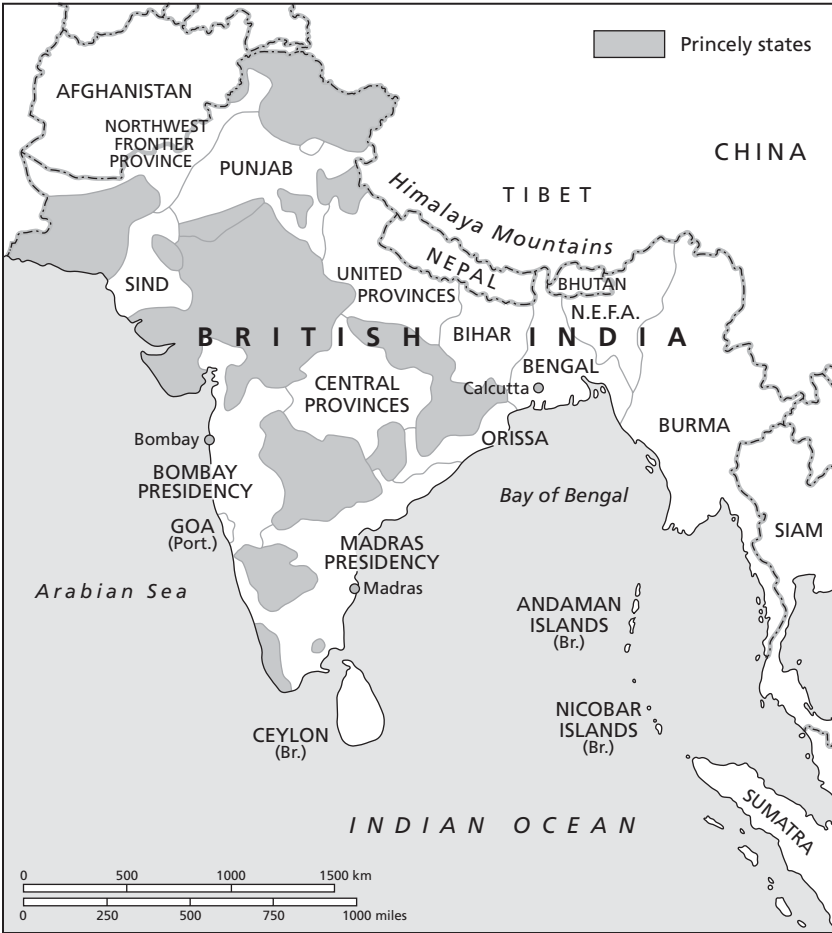 Princely states
AFGHANISTAN
NORTHWEST
FRONTIER
PROVINCE
PUNJAB
CHINA
TIBET
Himalaya Mountains
NEPAL
BHUTAN
SIND
UNITED
PROVINCES
N.E.F.A.
BRITISH INDIA
BIHAR
BENGAL
Calcutta
CENTRAL
PROVINCES
ORISSA
BURMA
Bombay
BOMBAY
PRESIDENCY
Bay of Bengal
GOA
(Port.)
SIAM
MADRAS
PRESIDENCY
Madras
Arabian Sea
ANDAMAN
ISLANDS
(Br.)
NICOBAR
ISLANDS
(Br.)
CEYLON
(Br.)
SUMATRA
INDIAN OCEAN
0 500 1000 1500 km
0 250 500 750 1000 miles